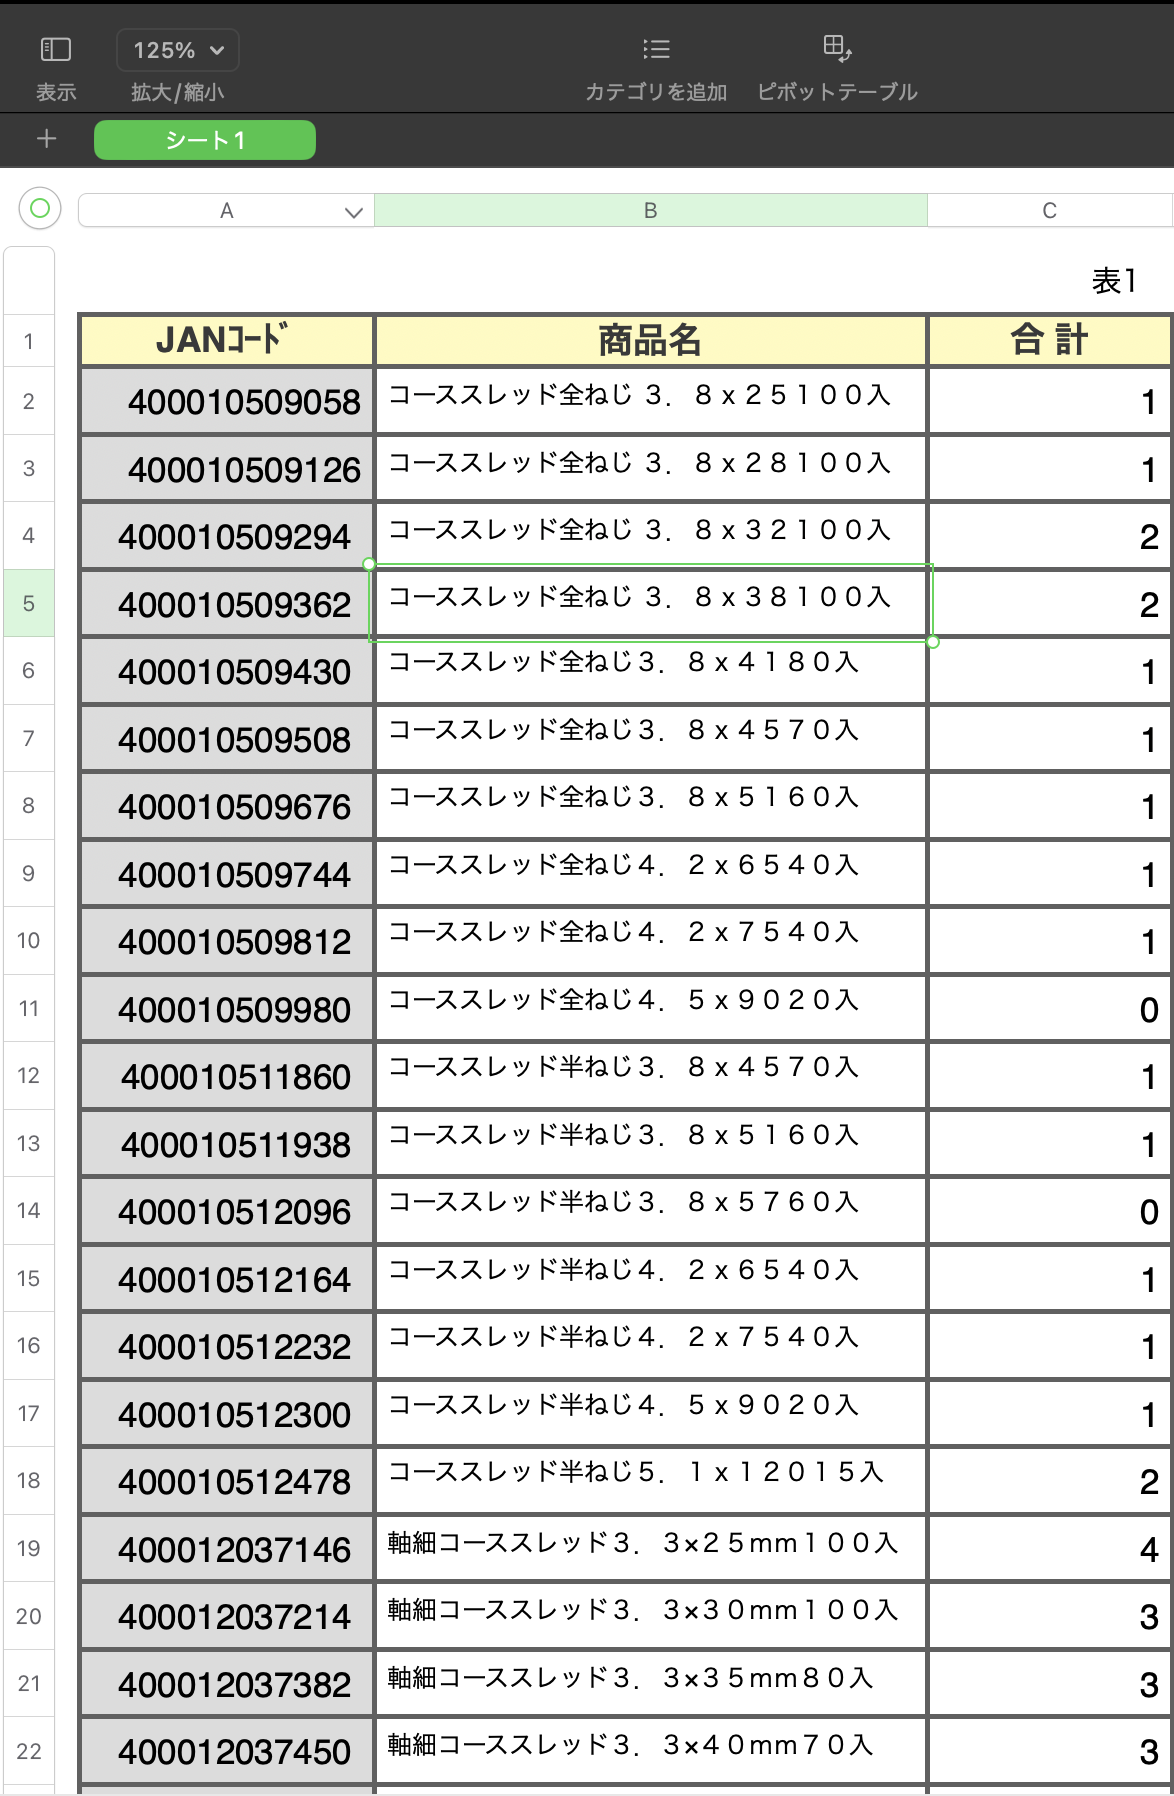 125%
表示 拡大/縮小 カテゴリを追加 ピボットテーブル
+ シート1
A B C
表1
1 JANｺｰﾄﾞ 商品名 合 計
2 400010509058 コーススレッド全ねじ ３．８ｘ２５１００入 1
3 400010509126 コーススレッド全ねじ ３．８ｘ２８１００入 1
4 400010509294 コーススレッド全ねじ ３．８ｘ３２１００入 2
5 400010509362 コーススレッド全ねじ ３．８ｘ３８１００入 2
6 400010509430 コーススレッド全ねじ３．８ｘ４１８０入 1
7 400010509508 コーススレッド全ねじ３．８ｘ４５７０入 1
8 400010509676 コーススレッド全ねじ３．８ｘ５１６０入 1
9 400010509744 コーススレッド全ねじ４．２ｘ６５４０入 1
10 400010509812 コーススレッド全ねじ４．２ｘ７５４０入 1
11 400010509980 コーススレッド全ねじ４．５ｘ９０２０入 0
12 400010511860 コーススレッド半ねじ３．８ｘ４５７０入 1
13 400010511938 コーススレッド半ねじ３．８ｘ５１６０入 1
14 400010512096 コーススレッド半ねじ３．８ｘ５７６０入 0
15 400010512164 コーススレッド半ねじ４．２ｘ６５４０入 1
16 400010512232 コーススレッド半ねじ４．２ｘ７５４０入 1
17 400010512300 コーススレッド半ねじ４．５ｘ９０２０入 1
18 400010512478 コーススレッド半ねじ５．１ｘ１２０１５入 2
19 400012037146 軸細コーススレッド３．３×２５ｍｍ１００入 4
20 400012037214 軸細コーススレッド３．３×３０ｍｍ１００入 3
21 400012037382 軸細コーススレッド３．３×３５ｍｍ８０入 3
22 400012037450 軸細コーススレッド３．３×４０ｍｍ７０入 3